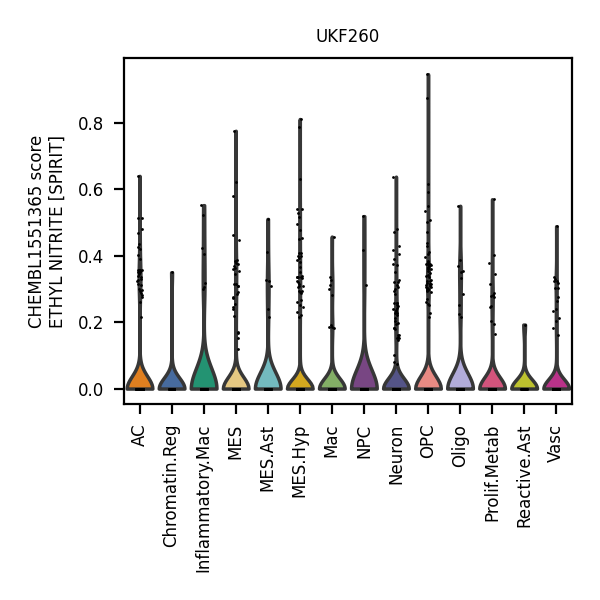 UKF260
CHEMBL1551365 score
ETHYL NITRITE [SPIRIT]
0.8
0.6
0.4
0.2
0.0
AC
Chromatin.Reg
Inflammatory.Mac
MES
MES.Ast
MES.Hyp
Mac
NPC
Neuron
OPC
Oligo
Prolif.Metab
Reactive.Ast
Vasc